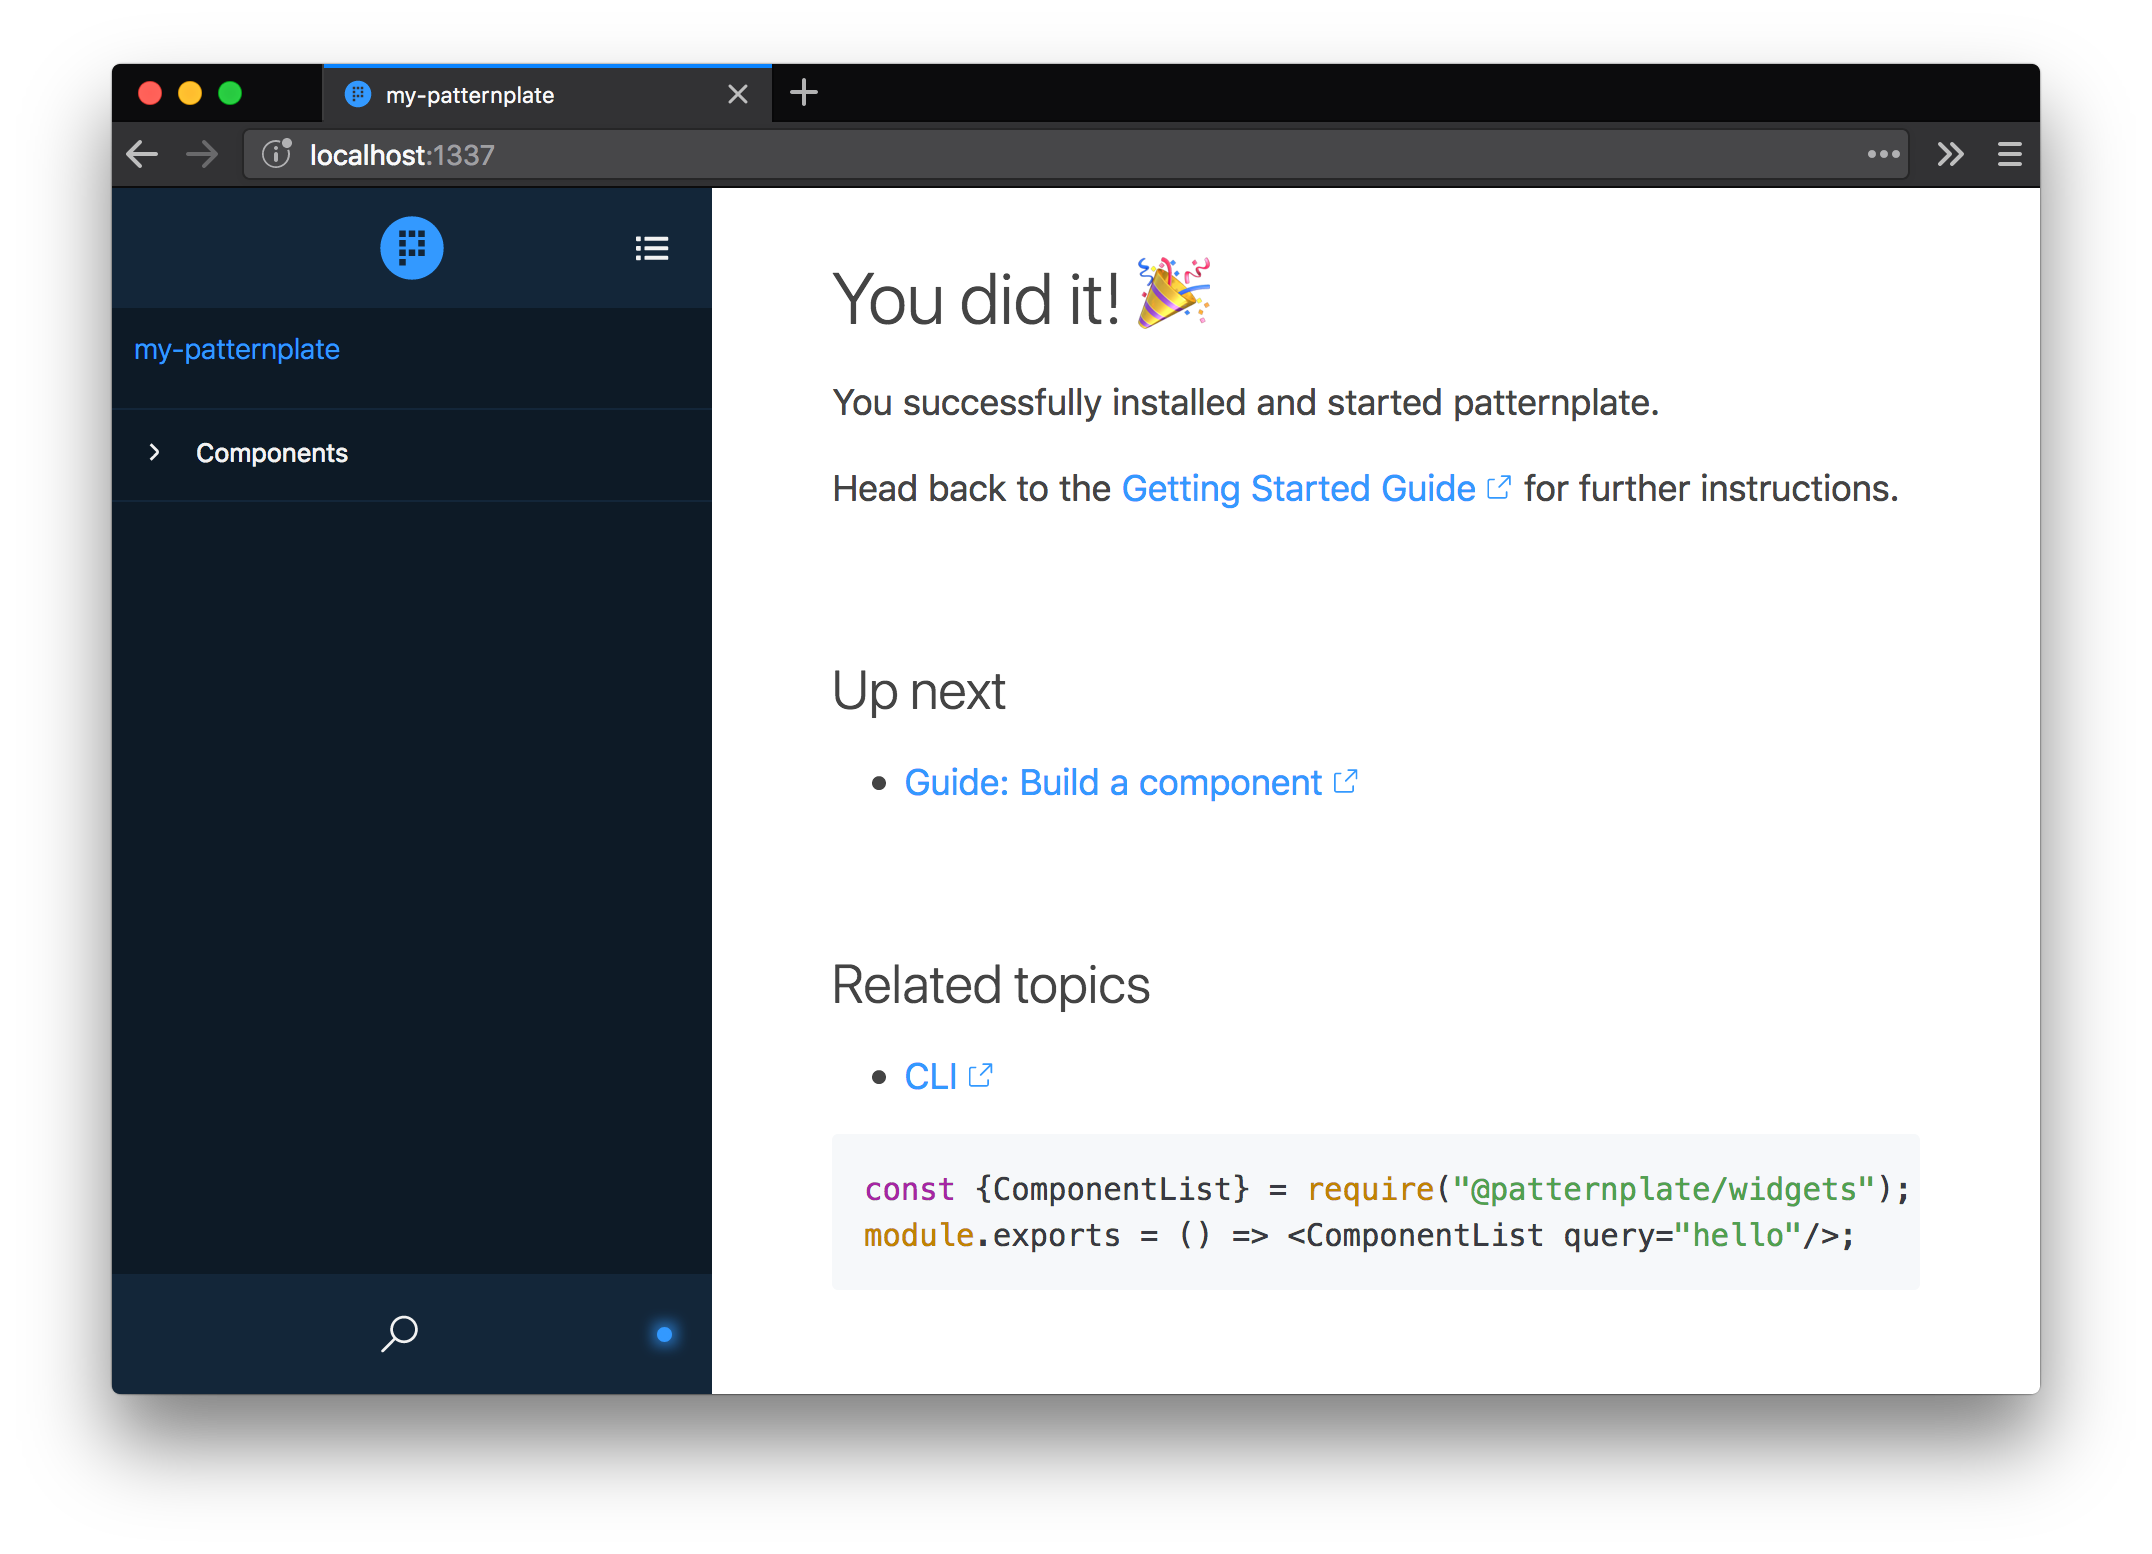 my-patternplate
localhost:1337
my-patternplate
Components
You did it! 🎉
You successfully installed and started patternplate.
Head back to the Getting Started Guide for further instructions.
Up next
• Guide: Build a component
Related topics
• CLI
const {ComponentList} = require("@patternplate/widgets");
module.exports = () => <ComponentList query="hello"/>;